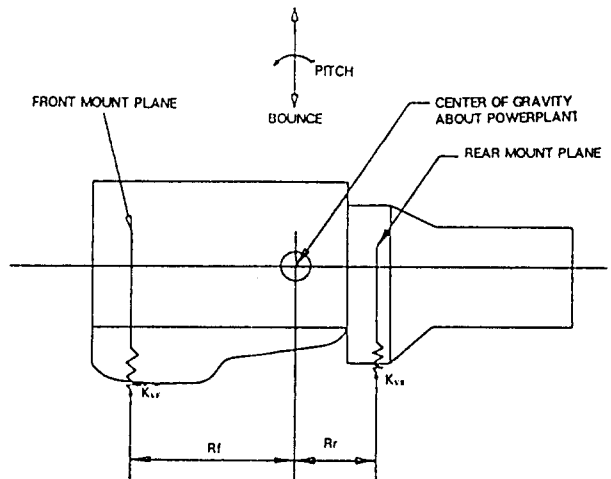 PITCH
BOUNCE
FRONT MOUNT PLANE
CENTER OF GRAVITY
ABOUT POWERPLANT
REAR MOUNT PLANE
Rf
Rr